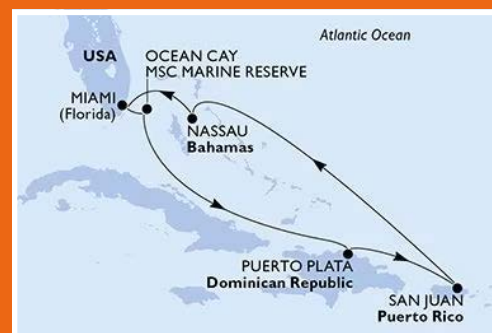 Atlantic Ocean
USA
OCEAN CAY
MSC MARINE RESERVE
MIAMI
(Florida)
NASSAU
Bahamas
PUERTO PLATA
Dominican Republic
SAN JUAN
Puerto Rico